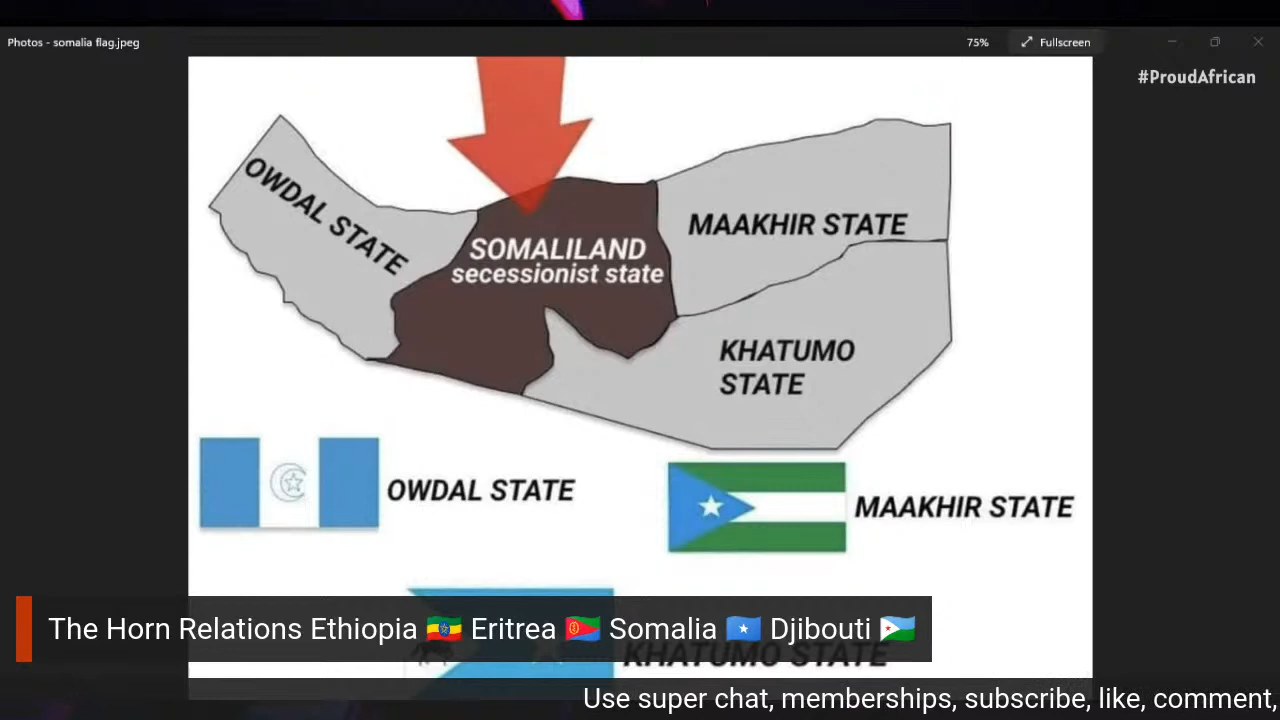 Photos - somalia flag.jpeg
75%
Fullscreen
#ProudAfrican
OWDAL STATE
SOMALILAND
secessionist state
MAAKHIR STATE
KHATUMO
STATE
OWDAL STATE
MAAKHIR STATE
KHATUMO STATE
The Horn Relations Ethiopia 🇪🇹 Eritrea 🇪🇷 Somalia 🇸🇴 Djibouti 🇩🇯
Use super chat, memberships, subscribe, like, comment,